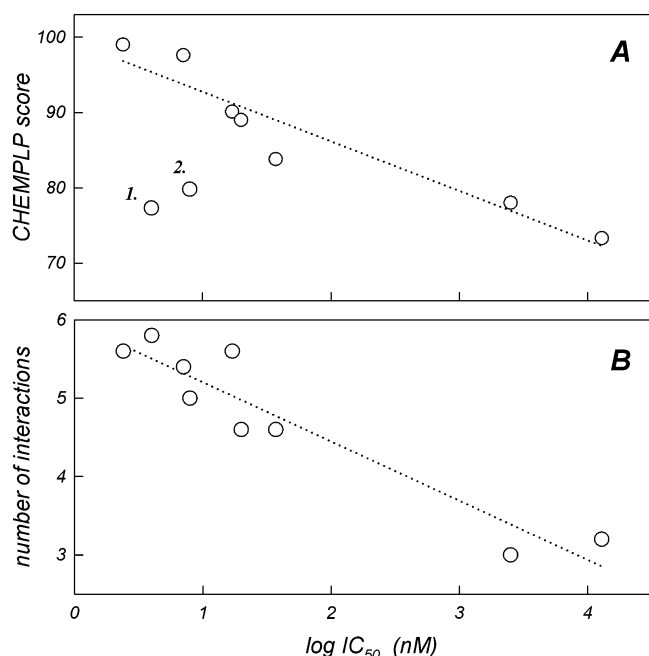 A
CHEMPLP score
100
90
80
70
1.
2.
B
number of interactions
6
5
4
3
0 1 2 3 4
log IC50 (nM)